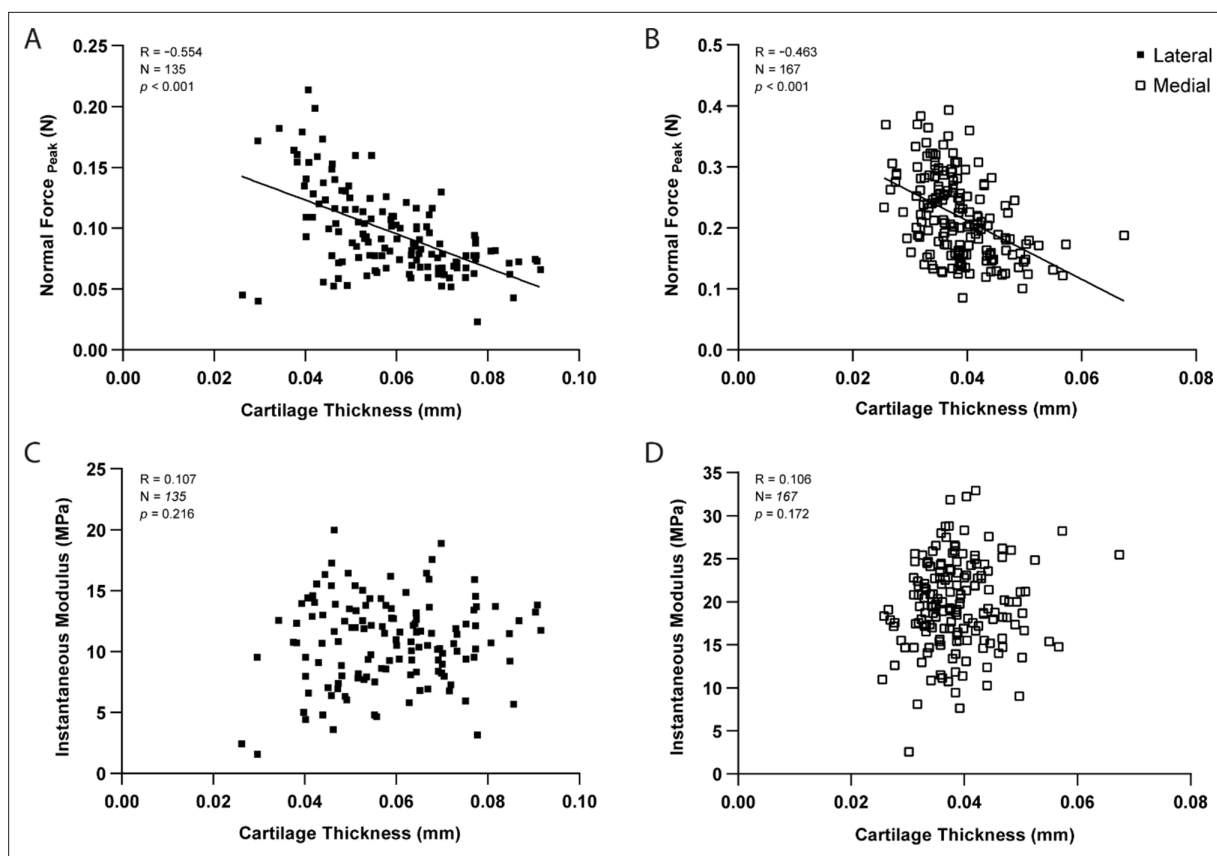 A
R = −0.554
N = 135
p < 0.001
0.25
0.20
0.15
0.10
0.05
0.00
Normal Force Peak (N)
0.00 0.02 0.04 0.06 0.08 0.10
Cartilage Thickness (mm)
B
R = −0.463
N = 167
p < 0.001
Lateral
Medial
0.5
0.4
0.3
0.2
0.1
0.0
Normal Force Peak (N)
0.00 0.02 0.04 0.06 0.08
Cartilage Thickness (mm)
C
R = 0.107
N = 135
p = 0.216
25
20
15
10
5
0
Instantaneous Modulus (MPa)
0.00 0.02 0.04 0.06 0.08 0.10
Cartilage Thickness (mm)
D
R = 0.106
N= 167
p = 0.172
35
30
25
20
15
10
5
0
Instantaneous Modulus (MPa)
0.00 0.02 0.04 0.06 0.08
Cartilage Thickness (mm)